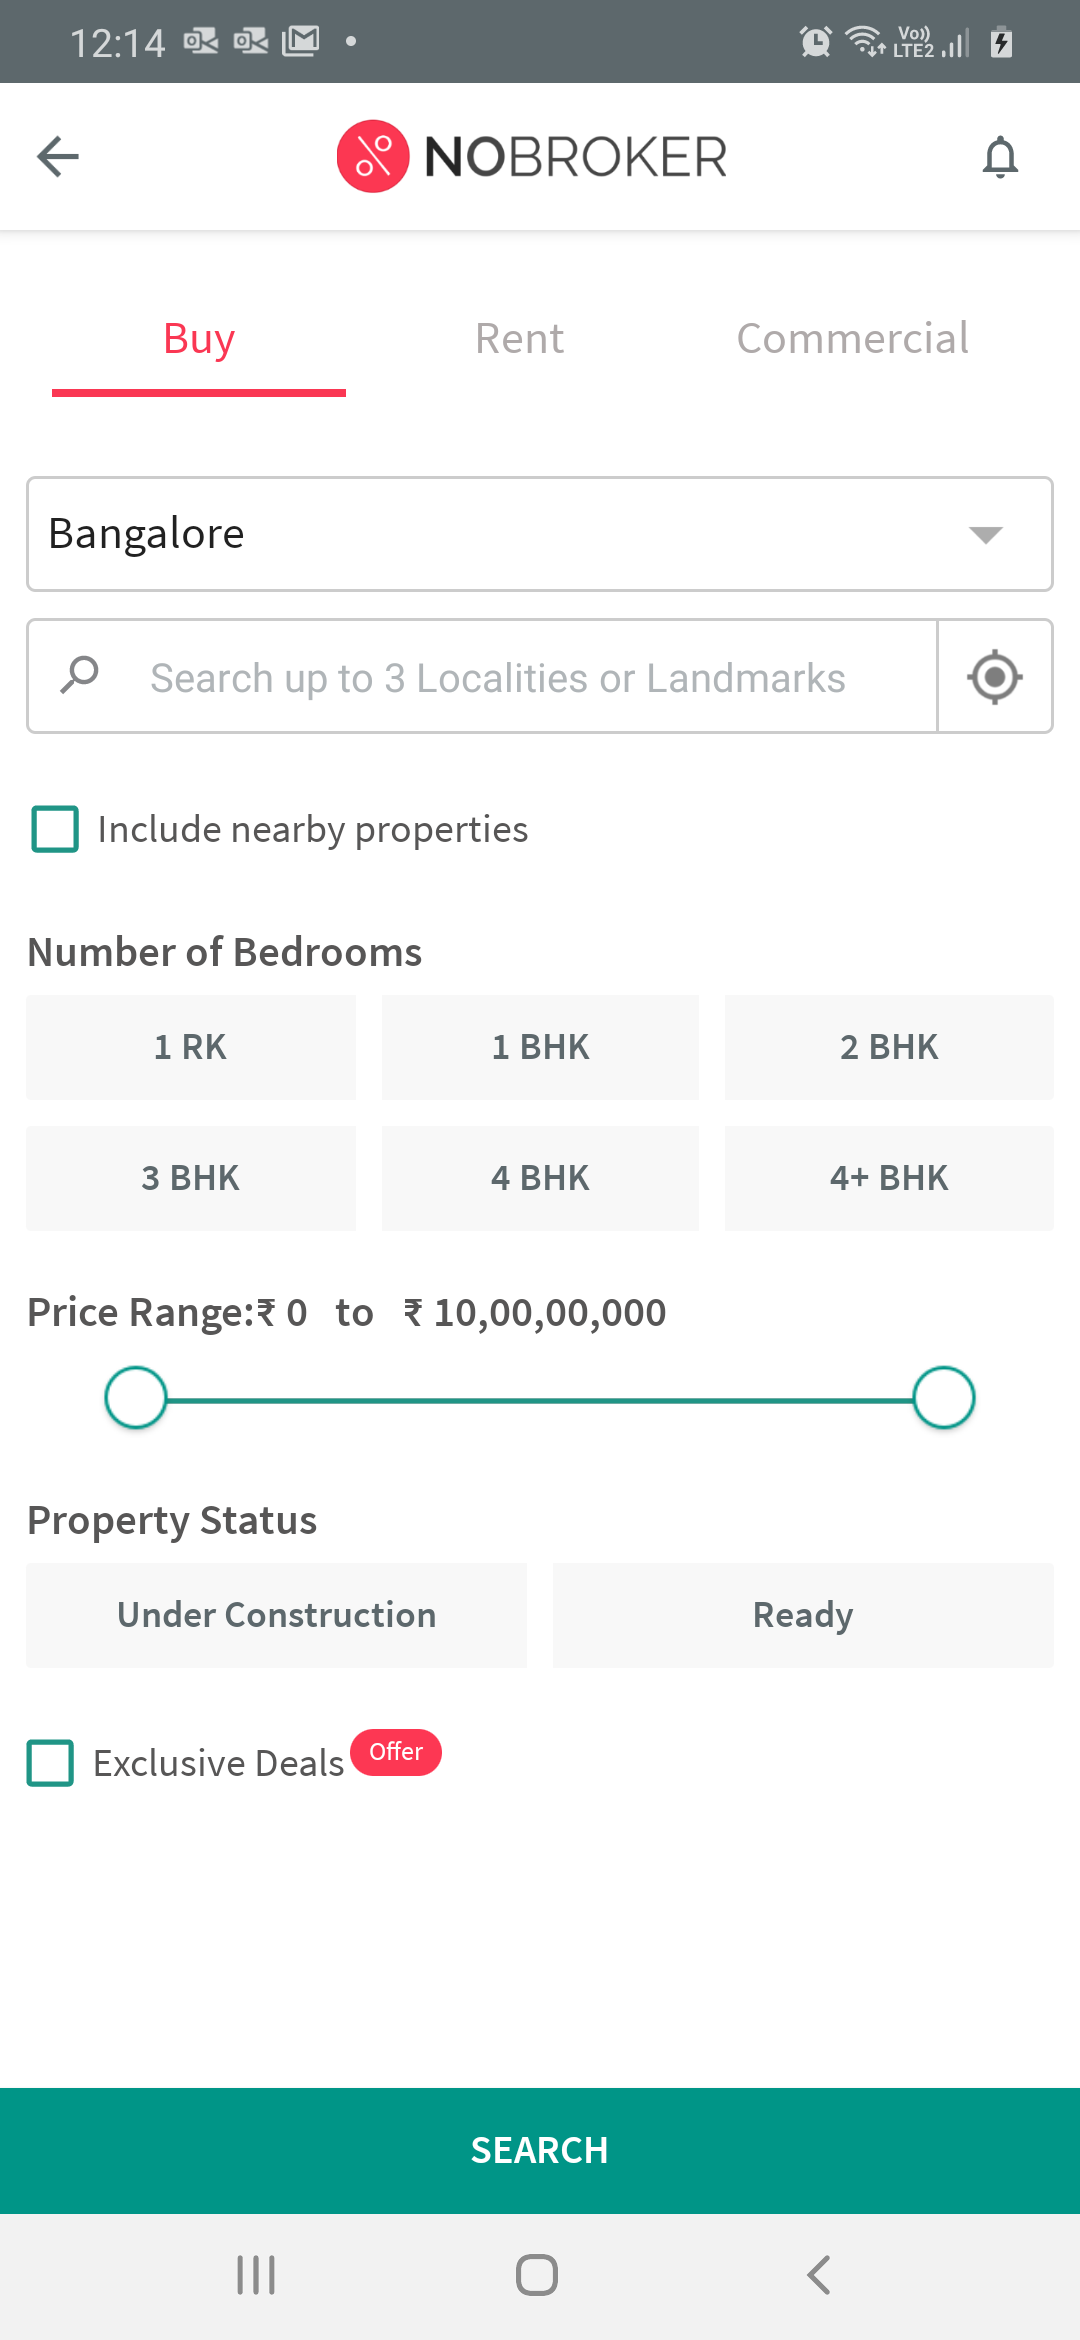 12:14
Vo))
LTE2
NOBROKER
Buy Rent Commercial
Bangalore
Search up to 3 Localities or Landmarks
Include nearby properties
Number of Bedrooms
1 RK 1 BHK 2 BHK
3 BHK 4 BHK 4+ BHK
Price Range:₹ 0 to ₹ 10,00,00,000
Property Status
Under Construction Ready
Exclusive Deals Offer
SEARCH